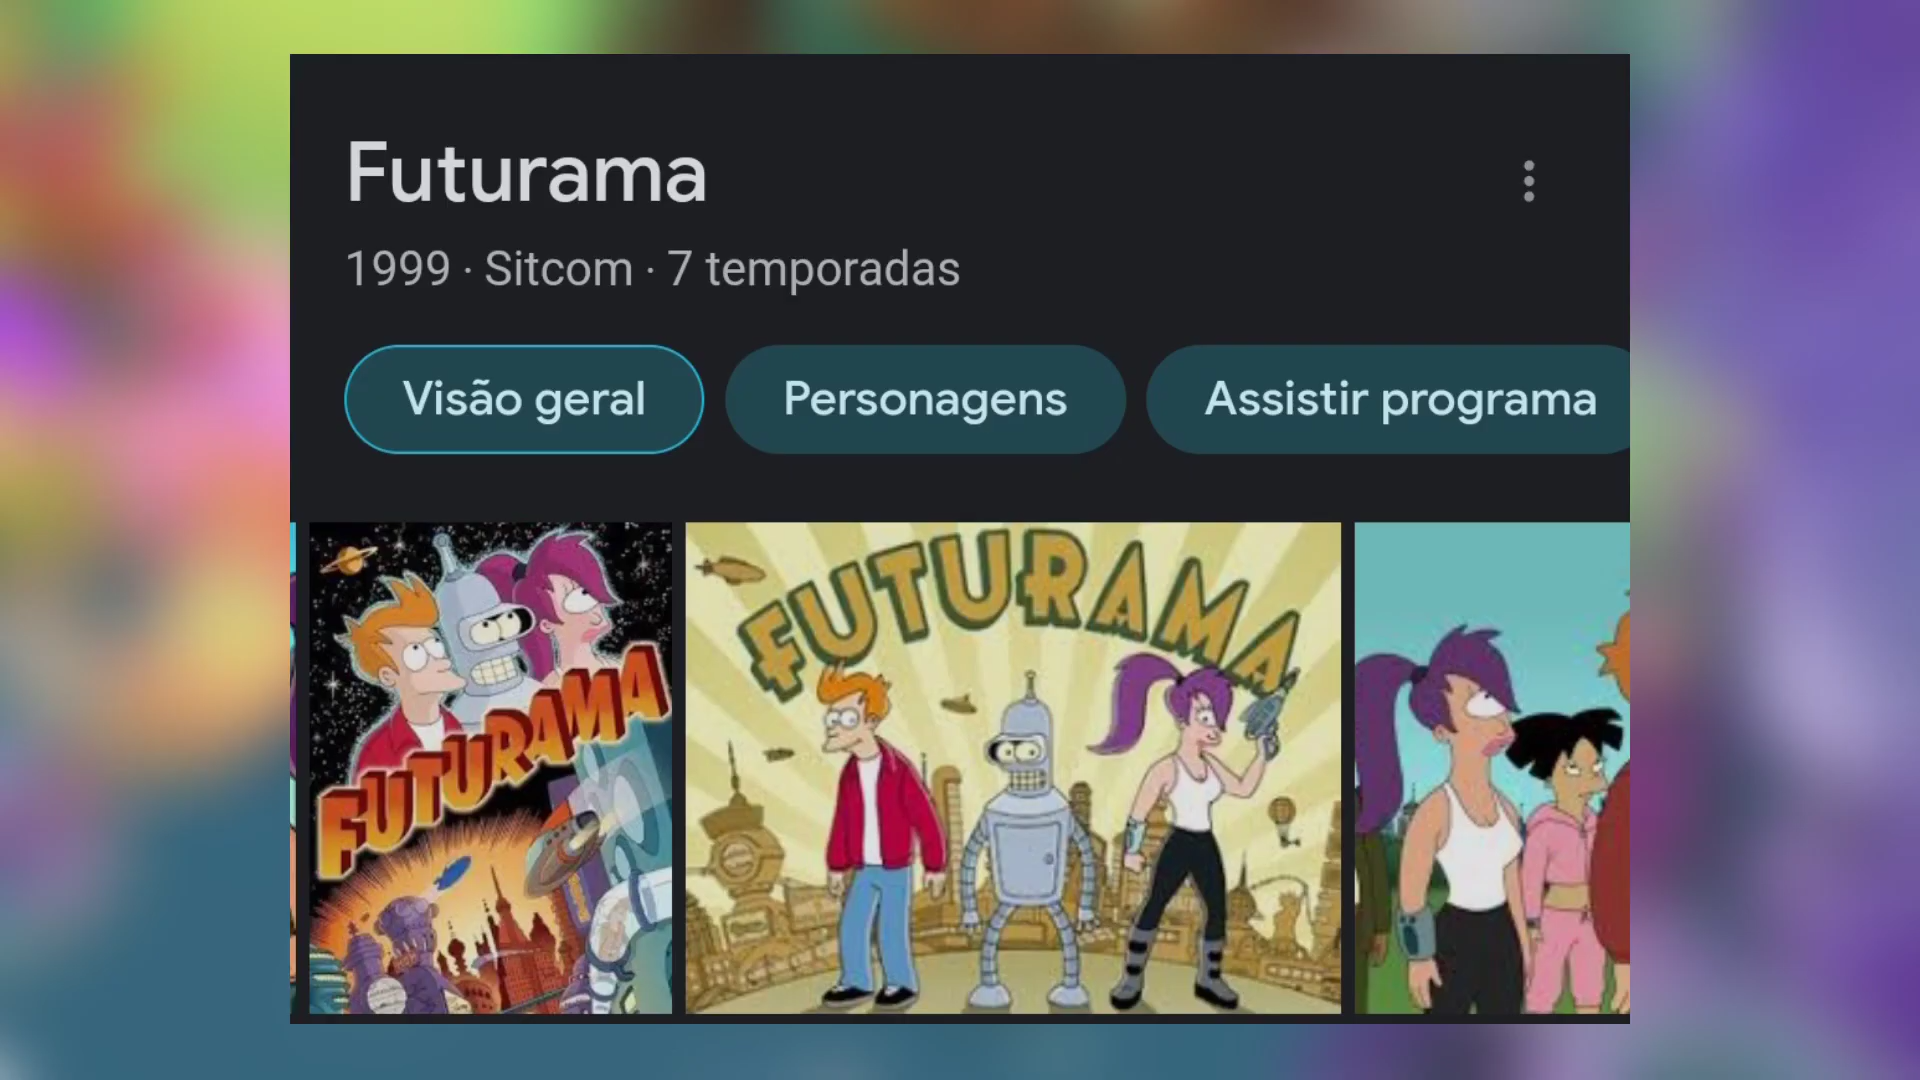 Futurama
1999 · Sitcom · 7 temporadas
Visão geral
Personagens
Assistir programa
FUTURAMA
FUTURAMA